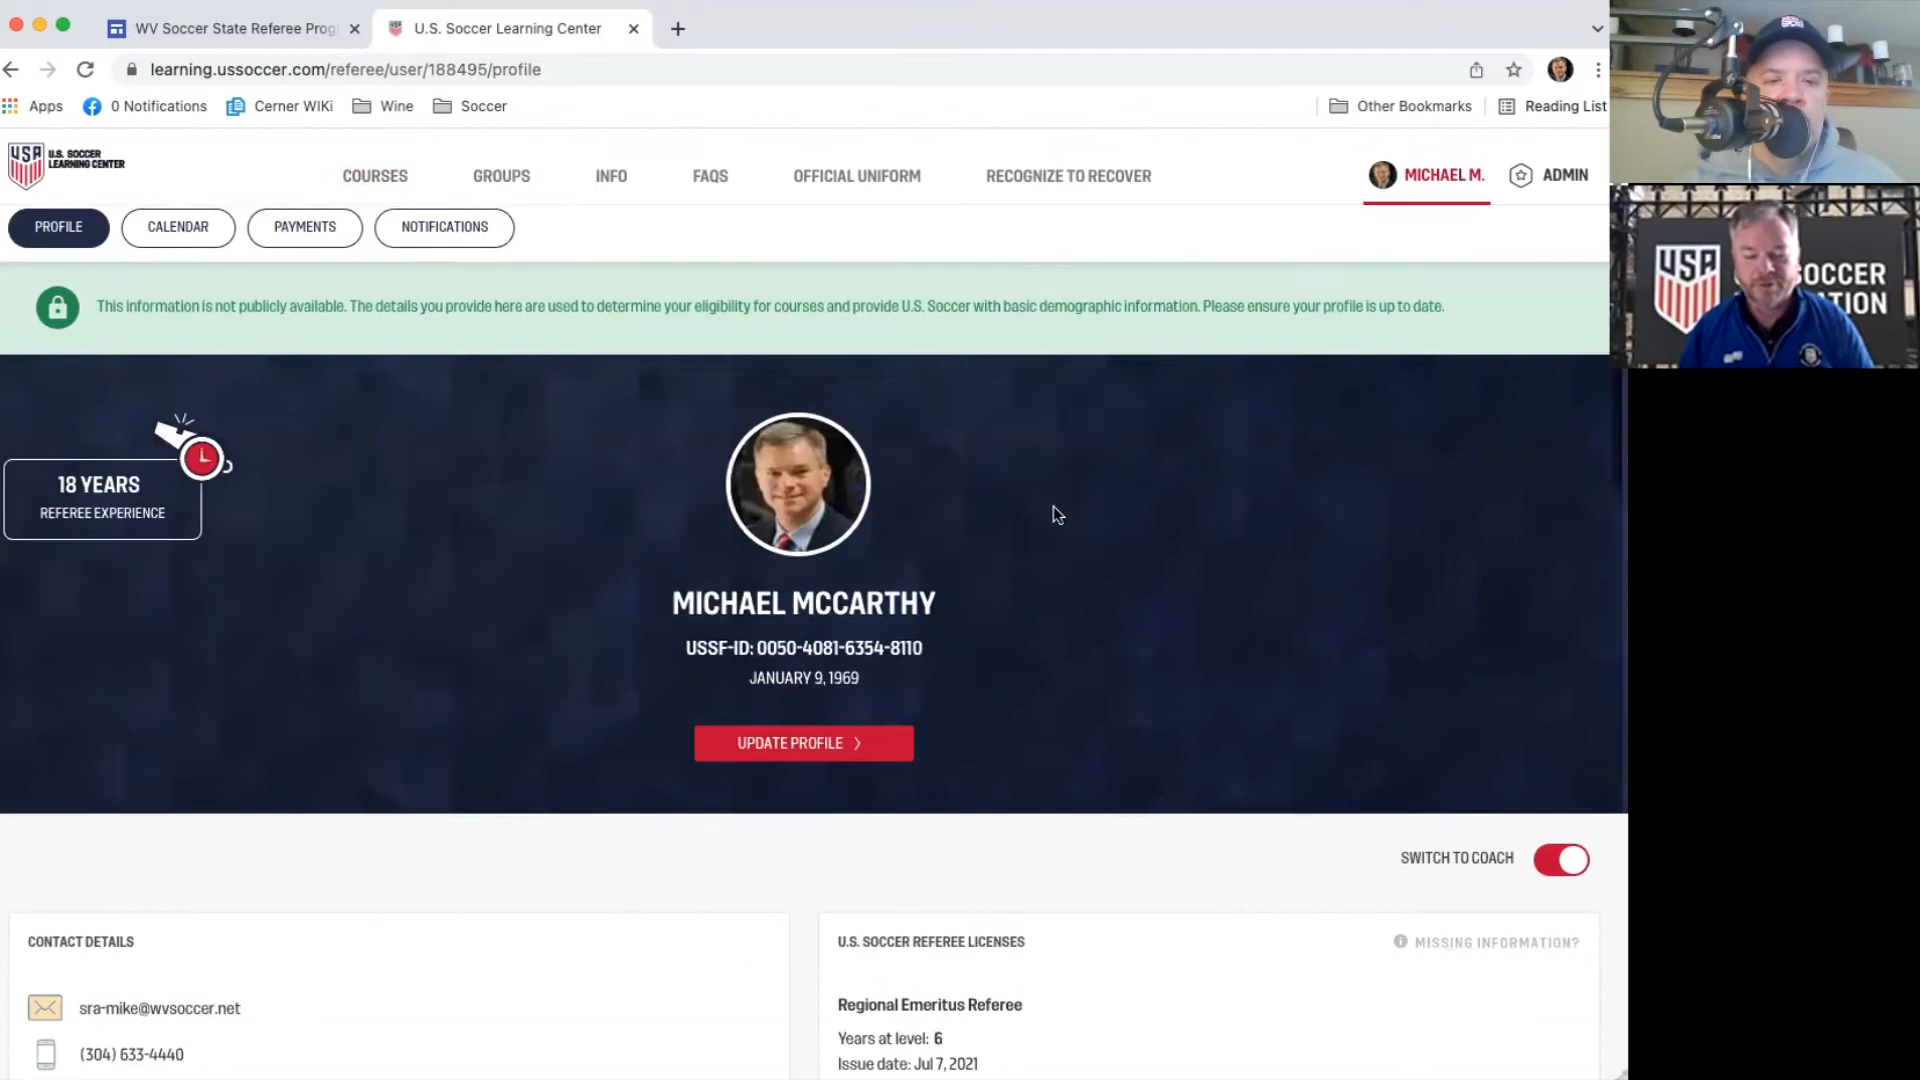 WV Soccer State Referee Prog
U.S. Soccer Learning Center
learning.ussoccer.com/referee/user/188495/profile
Apps
0 Notifications
Cerner WIKi
Wine
Soccer
Other Bookmarks
Reading List
USA
U.S. SOCCER
LEARNING CENTER
COURSES
GROUPS
INFO
FAQS
OFFICIAL UNIFORM
RECOGNIZE TO RECOVER
MICHAEL M.
ADMIN
PROFILE
CALENDAR
PAYMENTS
NOTIFICATIONS
This information is not publicly available. The details you provide here are used to determine your eligibility for courses and provide U.S. Soccer with basic demographic information. Please ensure your profile is up to date.
18 YEARS
REFEREE EXPERIENCE
MICHAEL MCCARTHY
USSF-ID: 0050-4081-6354-8110
JANUARY 9, 1969
UPDATE PROFILE
SWITCH TO COACH
CONTACT DETAILS
sra-mike@wvsoccer.net
(304) 633-4440
U.S. SOCCER REFEREE LICENSES
MISSING INFORMATION?
Regional Emeritus Referee
Years at level: 6
Issue date: Jul 7, 2021
USA